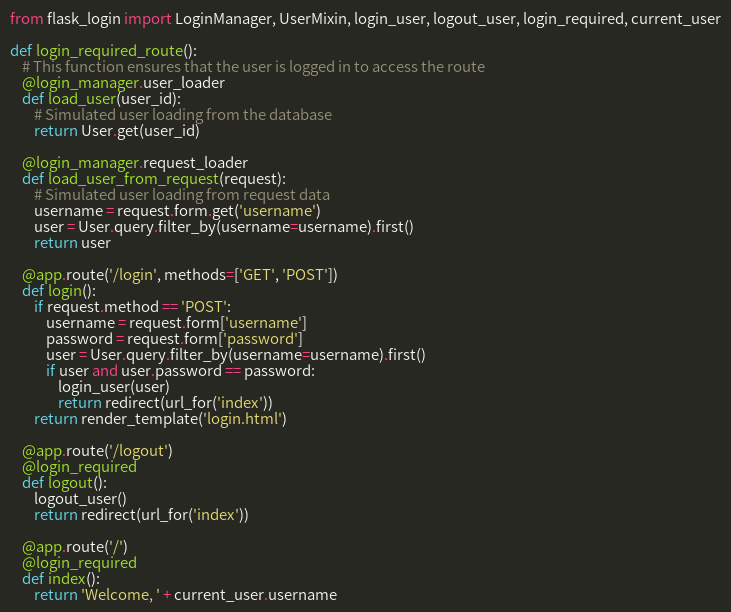 from flask_login import LoginManager, UserMixin, login_user, logout_user, login_required, current_user

def login_required_route():
    # This function ensures that the user is logged in to access the route
    @login_manager.user_loader
    def load_user(user_id):
        # Simulated user loading from the database
        return User.get(user_id)

    @login_manager.request_loader
    def load_user_from_request(request):
        # Simulated user loading from request data
        username = request.form.get('username')
        user = User.query.filter_by(username=username).first()
        return user

    @app.route('/login', methods=['GET', 'POST'])
    def login():
        if request.method == 'POST':
            username = request.form['username']
            password = request.form['password']
            user = User.query.filter_by(username=username).first()
            if user and user.password == password:
                login_user(user)
                return redirect(url_for('index'))
        return render_template('login.html')

    @app.route('/logout')
    @login_required
    def logout():
        logout_user()
        return redirect(url_for('index'))

    @app.route('/')
    @login_required
    def index():
        return 'Welcome, ' + current_user.username